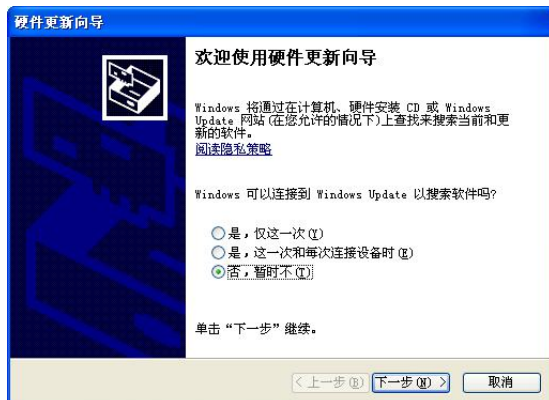 硬件更新向导
欢迎使用硬件更新向导
Windows 将通过在计算机、硬件安装 CD 或 Windows
Update 网站(在您允许的情况下)上查找来搜索当前和更
新的软件。
阅读隐私策略
Windows 可以连接到 Windows Update 以搜索软件吗?
是，仅这一次(Y)
是，这一次和每次连接设备时(E)
否，暂时不(T)
单击“下一步”继续。
< 上一步(B) 下一步(N) > 取消